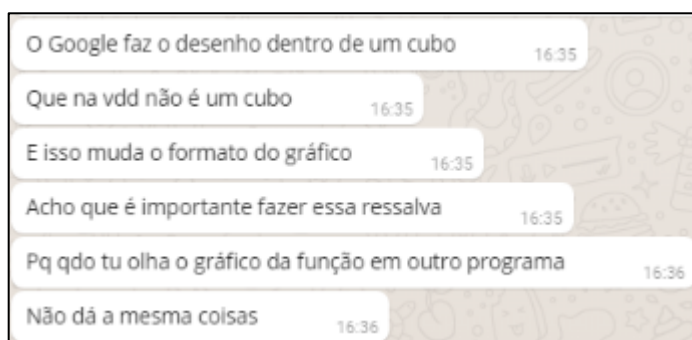 O Google faz o desenho dentro de um cubo 16:35
Que na vdd não é um cubo 16:35
E isso muda o formato do gráfico 16:35
Acho que é importante fazer essa ressalva 16:35
Pq qdo tu olha o gráfico da função em outro programa 16:36
Não dá a mesma coisas 16:36